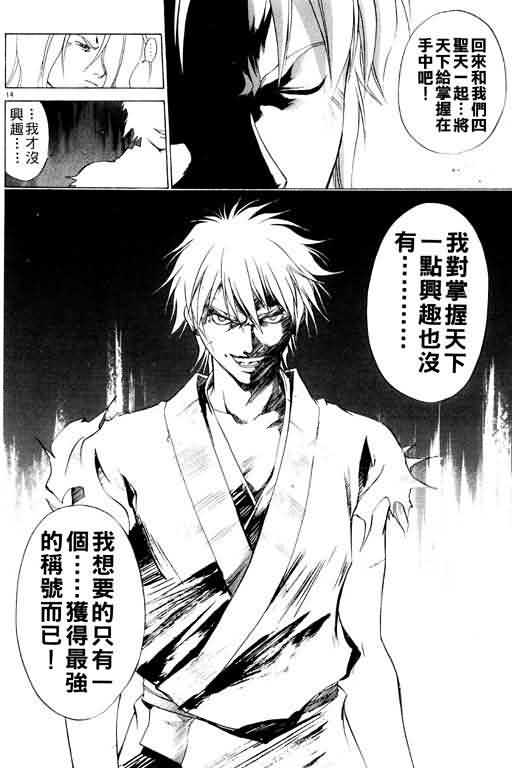 回來和我們四
聖天一起…將
天下給掌握在
手中吧！
…
14
…我才沒
興趣……
我對掌握天下
一點興趣也沒
有…………
我想要的只有一
個……獲得最強
的稱號而已！